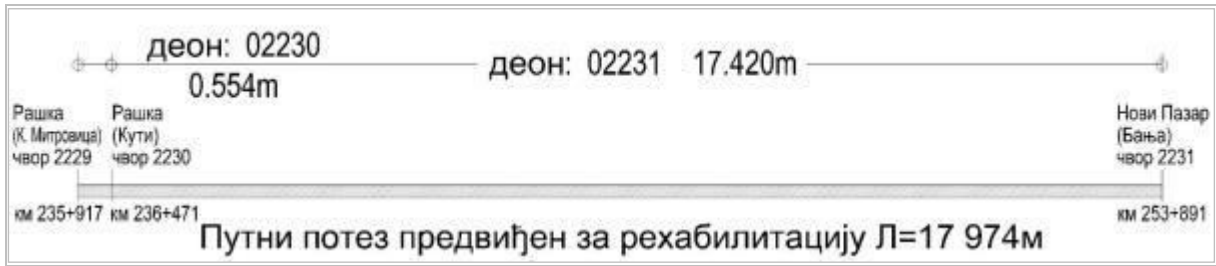 деон: 02230
0.554m
деон: 02231 17.420m
Рашка
(К. Митровица)
чвор 2229
Рашка
(Кути)
чвор 2230
Нови Пазар
(Бања)
чвор 2231
км 235+917 км 236+471
км 253+891
Путни потез предвиђен за рехабилитацију Л=17 974м